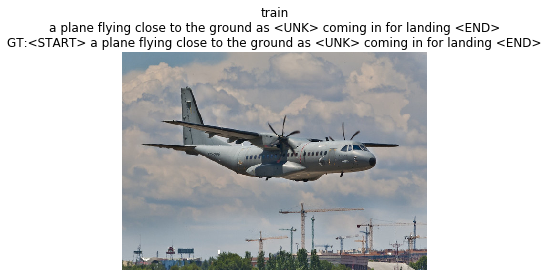 train
a plane flying close to the ground as <UNK> coming in for landing <END>
GT:<START> a plane flying close to the ground as <UNK> coming in for landing <END>